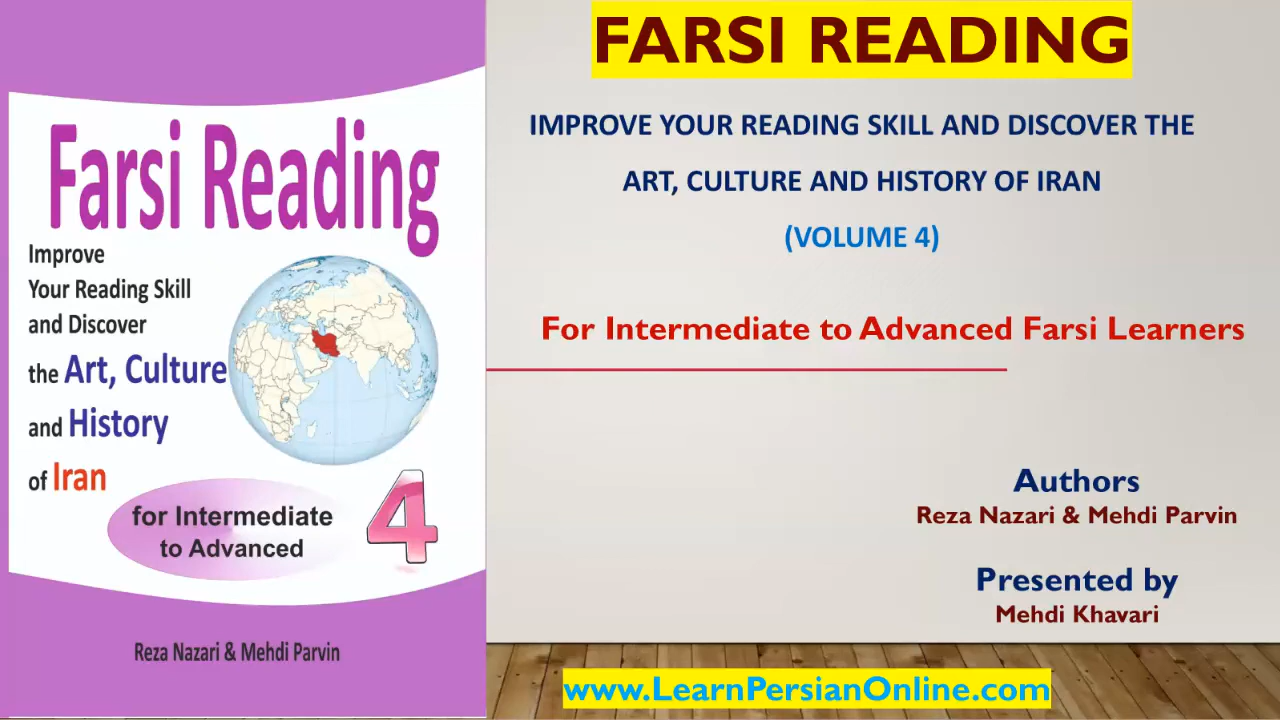 Farsi Reading
Improve
Your Reading Skill
and Discover
the Art, Culture
and History
of Iran
for Intermediate
to Advanced
4
Reza Nazari & Mehdi Parvin
FARSI READING
IMPROVE YOUR READING SKILL AND DISCOVER THE
ART, CULTURE AND HISTORY OF IRAN
(VOLUME 4)
For Intermediate to Advanced Farsi Learners
Authors
Reza Nazari & Mehdi Parvin
Presented by
Mehdi Khavari
www.LearnPersianOnline.com